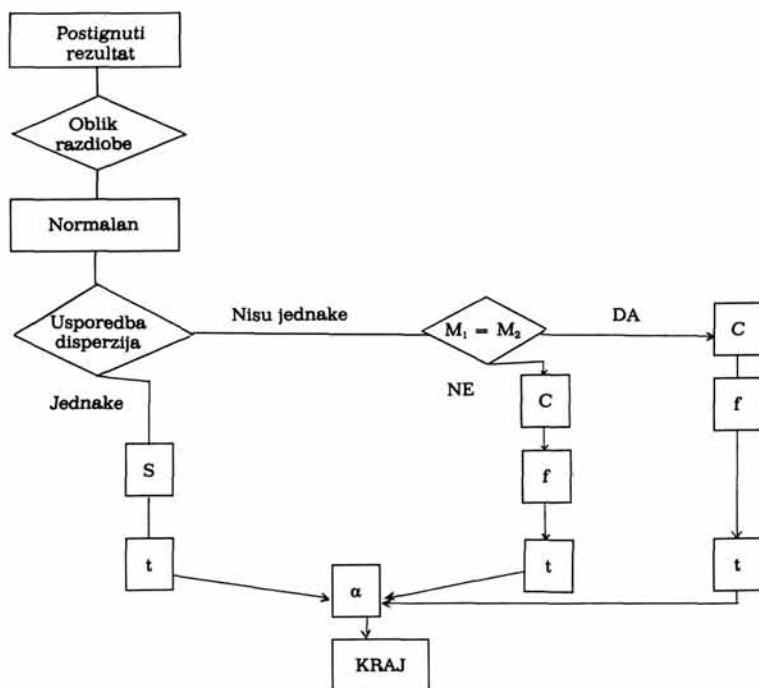 Postignuti
rezultat
Oblik
razdiobe
Normalan
Usporedba
disperzija
Nisu jednake
M₁ = M₂
DA
C
f
t
NE
C
f
t
Jednake
S
t
α
KRAJ